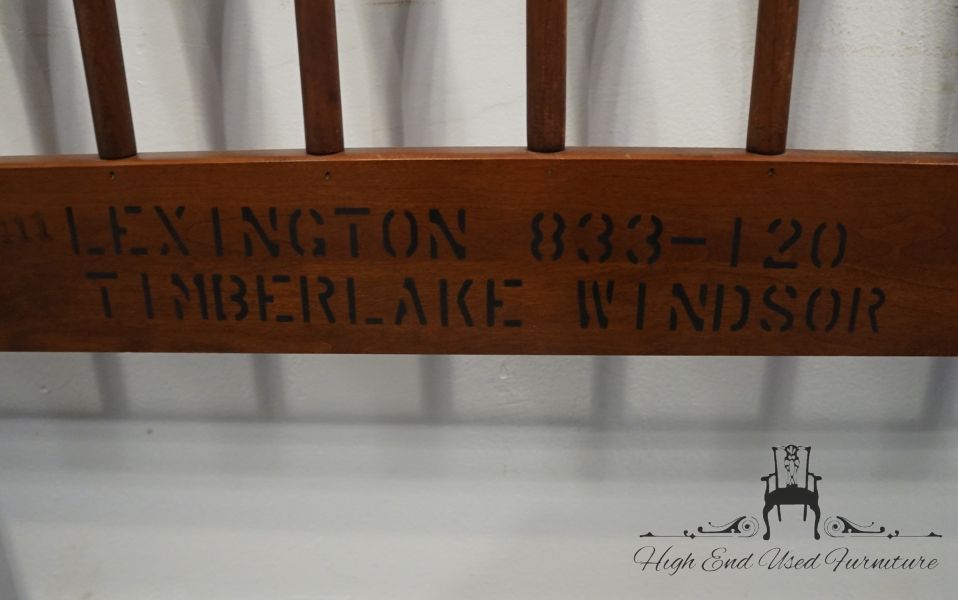 LEXINGTON 833-120
TIMBERLAKE WINDSOR
High End Used Furniture